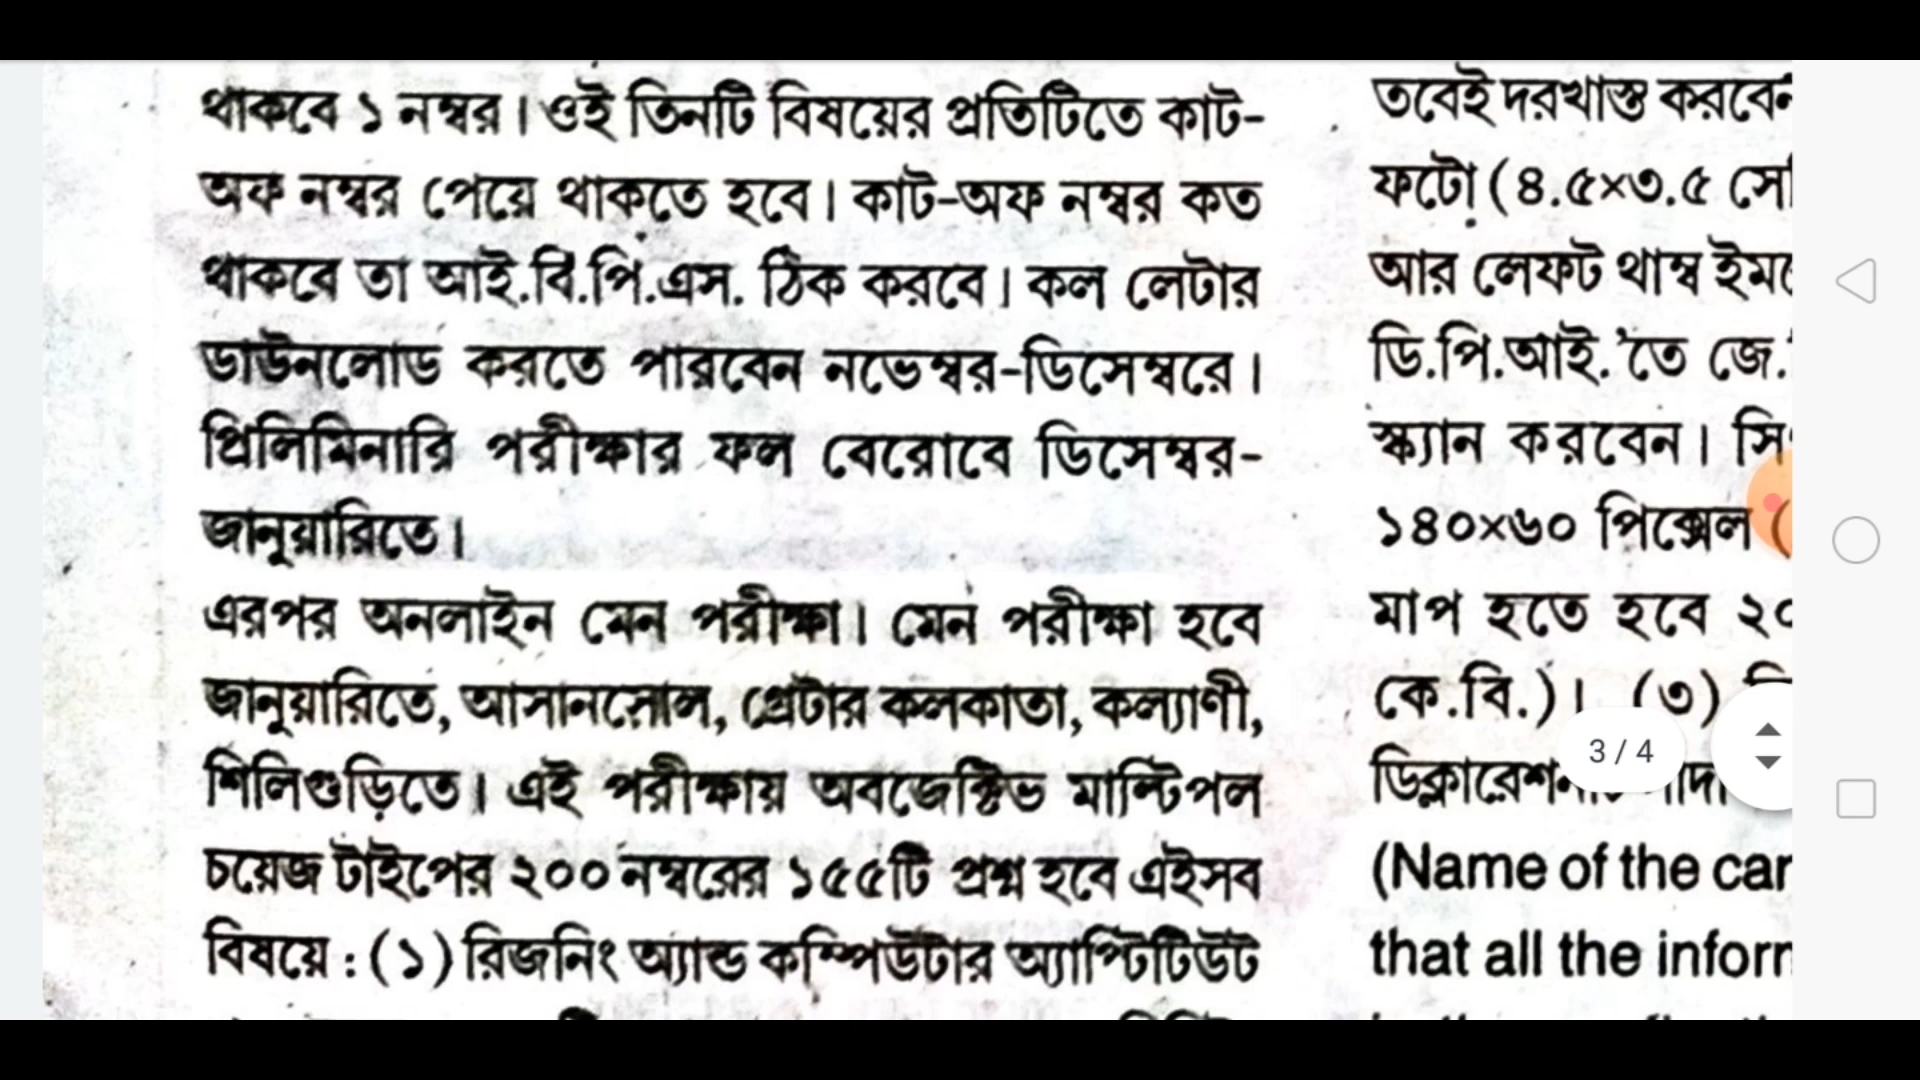 থাকবে ১ নম্বর। ওই তিনটি বিষয়ের প্রতিটিতে কাট-
অফ নম্বর পেয়ে থাকতে হবে। কাট-অফ নম্বর কত
থাকবে তা আই.বি.পি.এস. ঠিক করবে। কল লেটার
ডাউনলোড করতে পারবেন নভেম্বর-ডিসেম্বরে।
প্রিলিমিনারি পরীক্ষার ফল বেরোবে ডিসেম্বর-
জানুয়ারিতে।
এরপর অনলাইন মেন পরীক্ষা। মেন পরীক্ষা হবে
জানুয়ারিতে, আসানসোল, গ্রেটার কলকাতা, কল্যাণী,
শিলিগুড়িতে। এই পরীক্ষায় অবজেক্টিভ মাল্টিপল
চয়েজ টাইপের ২০০ নম্বরের ১৫৫টি প্রশ্ন হবে এইসব
বিষয়ে : (১) রিজনিং অ্যান্ড কম্পিউটার অ্যাপ্টিটিউট
তবেই দরখাস্ত করবেন
ফটো (৪.৫×৩.৫
আর লেফট থাম্ব
ডি.পি.আই.'তে জে.
স্ক্যান করবেন।
১৪০×৬০ পিক্সেল (
মাপ হতে হবে
কে.বি.)। (৩)
(Name of the
that all the
3 / 4